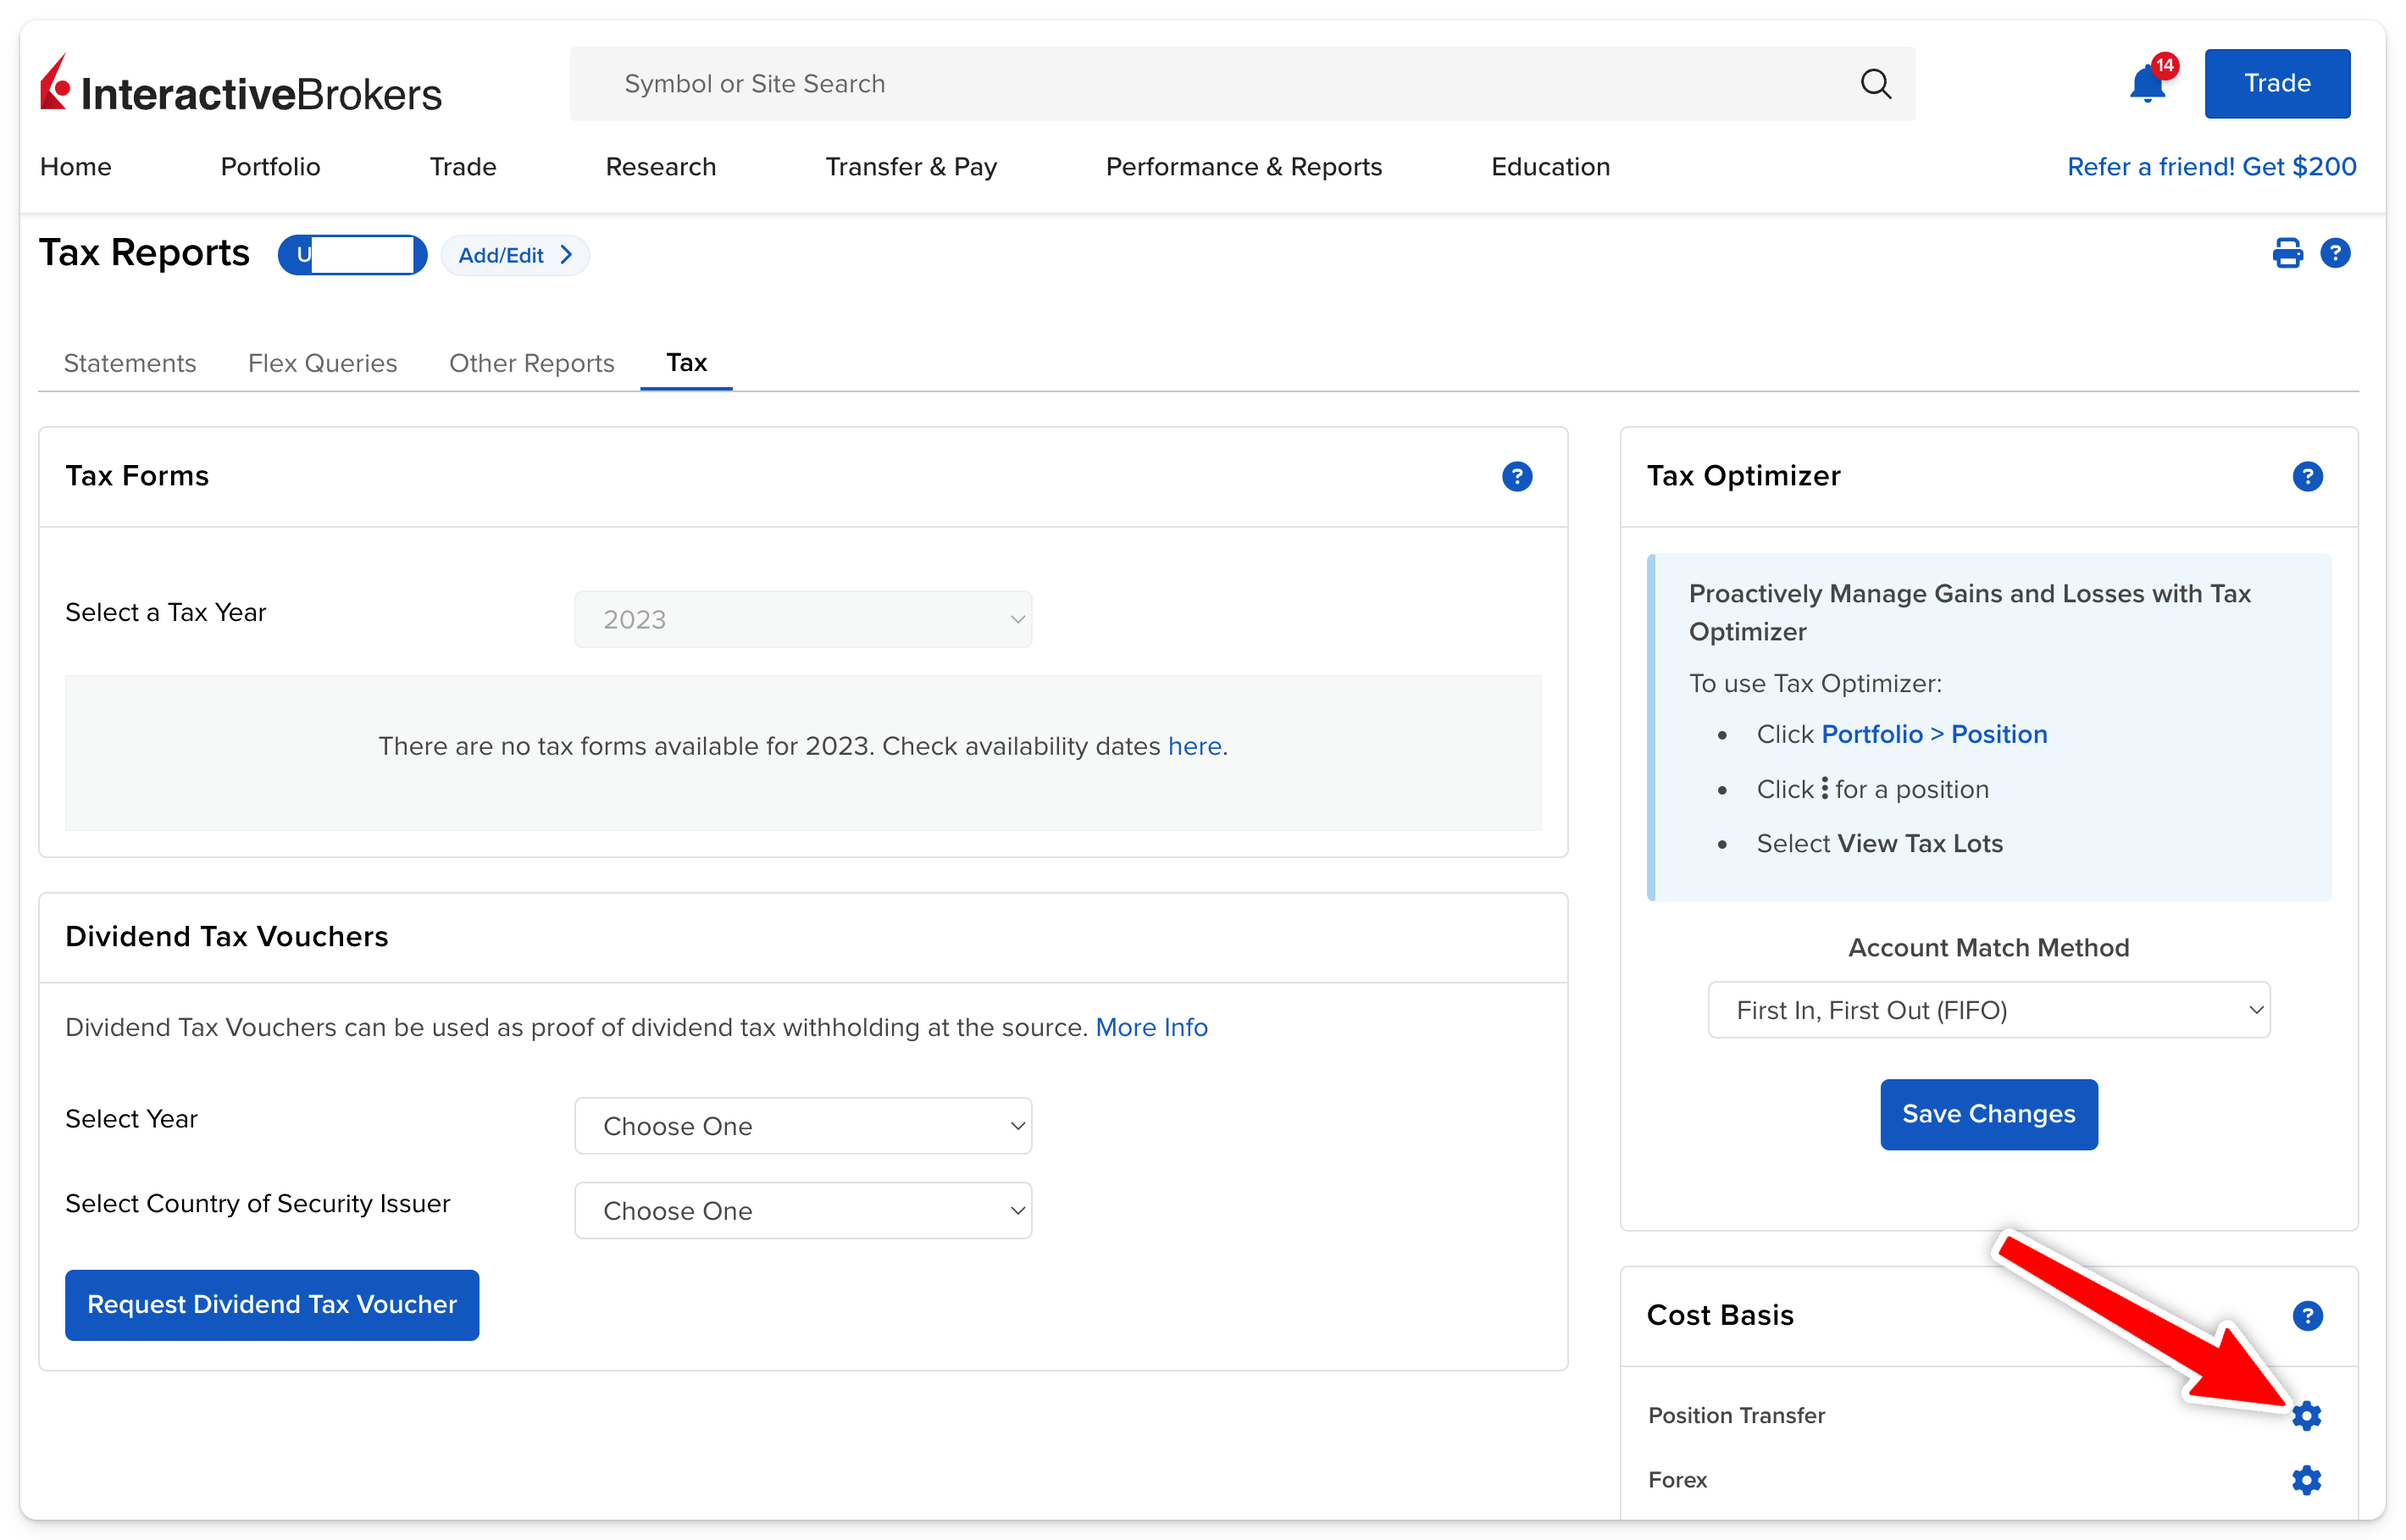 InteractiveBrokers
Symbol or Site Search
14
Trade
Home
Portfolio
Trade
Research
Transfer & Pay
Performance & Reports
Education
Refer a friend! Get $200
Tax Reports
U
Add/Edit
?
Statements
Flex Queries
Other Reports
Tax
Tax Forms
?
Select a Tax Year
2023
There are no tax forms available for 2023. Check availability dates here.
Dividend Tax Vouchers
Dividend Tax Vouchers can be used as proof of dividend tax withholding at the source. More Info
Select Year
Choose One
Select Country of Security Issuer
Choose One
Request Dividend Tax Voucher
Tax Optimizer
?
Proactively Manage Gains and Losses with Tax
Optimizer
To use Tax Optimizer:
• Click Portfolio > Position
• Click ⋮ for a position
• Select View Tax Lots
Account Match Method
First In, First Out (FIFO)
Save Changes
Cost Basis
?
Position Transfer
Forex